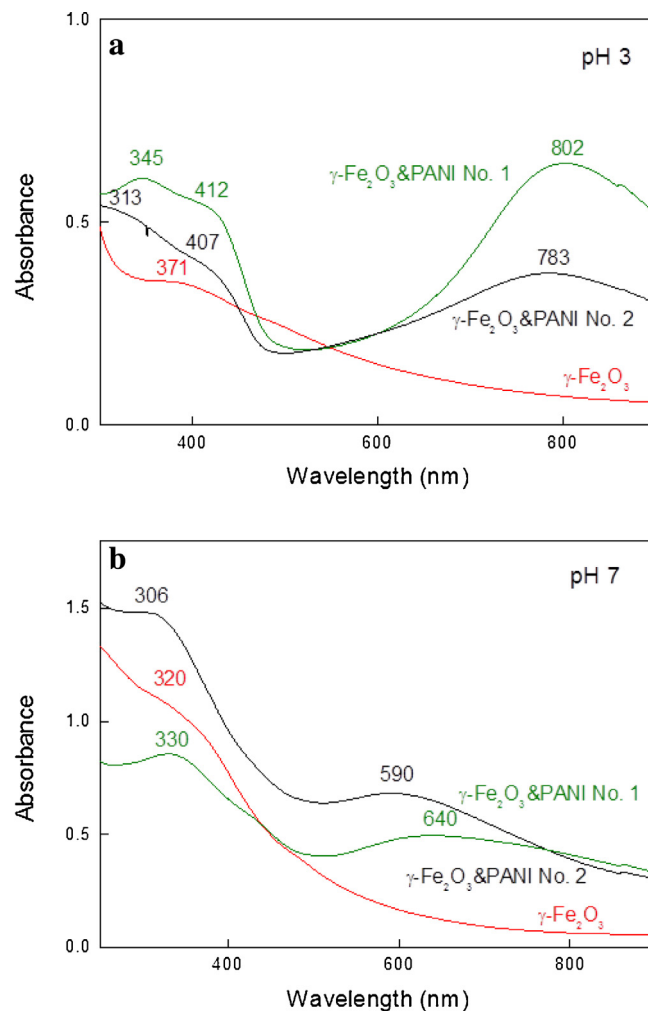 a
pH 3
1.0
0.5
0.0
Absorbance
345
412
802
γ-Fe₂O₃&PANI No. 1
313
407
371
783
γ-Fe₂O₃&PANI No. 2
γ-Fe₂O₃
400
600
800
Wavelength (nm)
b
pH 7
1.5
1.0
0.5
0.0
Absorbance
306
320
330
590
γ-Fe₂O₃&PANI No. 1
640
γ-Fe₂O₃&PANI No. 2
γ-Fe₂O₃
400
600
800
Wavelength (nm)